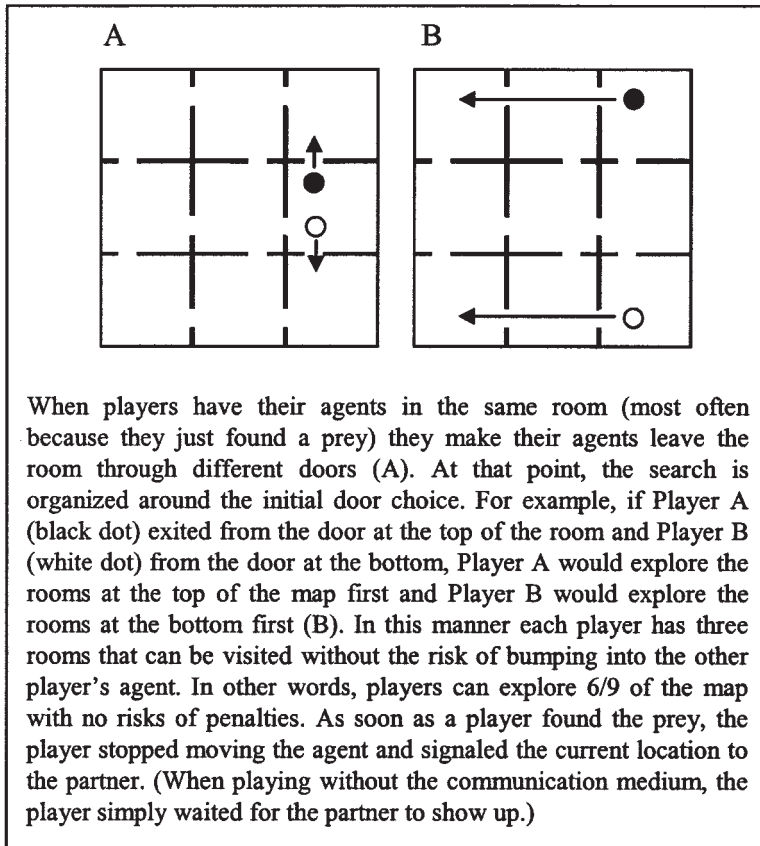 A B
When players have their agents in the same room (most often
because they just found a prey) they make their agents leave the
room through different doors (A). At that point, the search is
organized around the initial door choice. For example, if Player A
(black dot) exited from the door at the top of the room and Player B
(white dot) from the door at the bottom, Player A would explore the
rooms at the top of the map first and Player B would explore the
rooms at the bottom first (B). In this manner each player has three
rooms that can be visited without the risk of bumping into the other
player's agent. In other words, players can explore 6/9 of the map
with no risks of penalties. As soon as a player found the prey, the
player stopped moving the agent and signaled the current location to
the partner. (When playing without the communication medium, the
player simply waited for the partner to show up.)